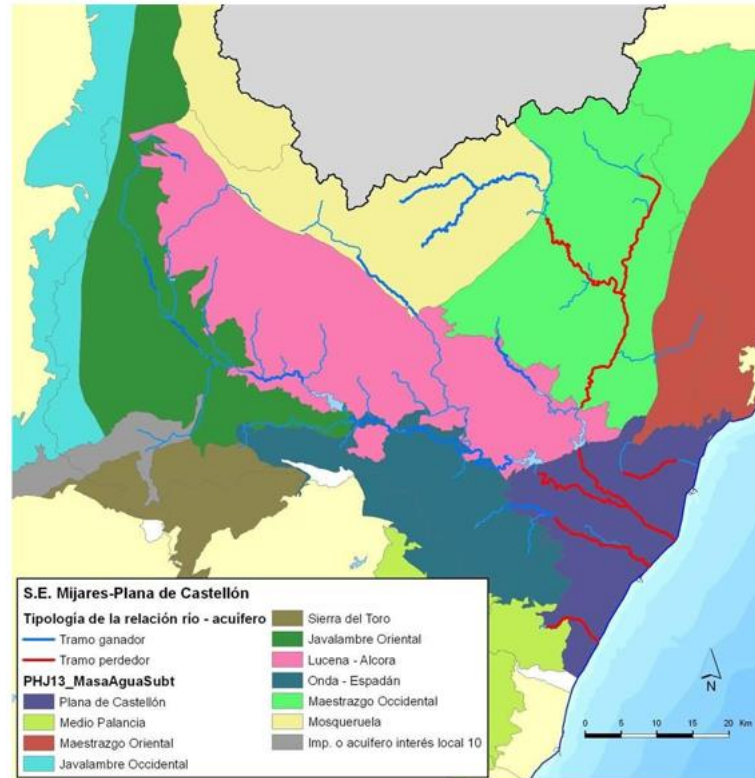 S.E. Mijares-Plana de Castellón
Tipología de la relación río - acuífero
Tramo ganador
Tramo perdedor
PHJ13_MasaAguaSubt
Plana de Castellón
Medio Palancia
Maestrazgo Oriental
Javalambre Occidental
Sierra del Toro
Javalambre Oriental
Lucena - Alcora
Onda - Espadán
Maestrazgo Occidental
Mosqueruela
Imp. o acuífero interés local 10
N
0 5 10 15 20
Km